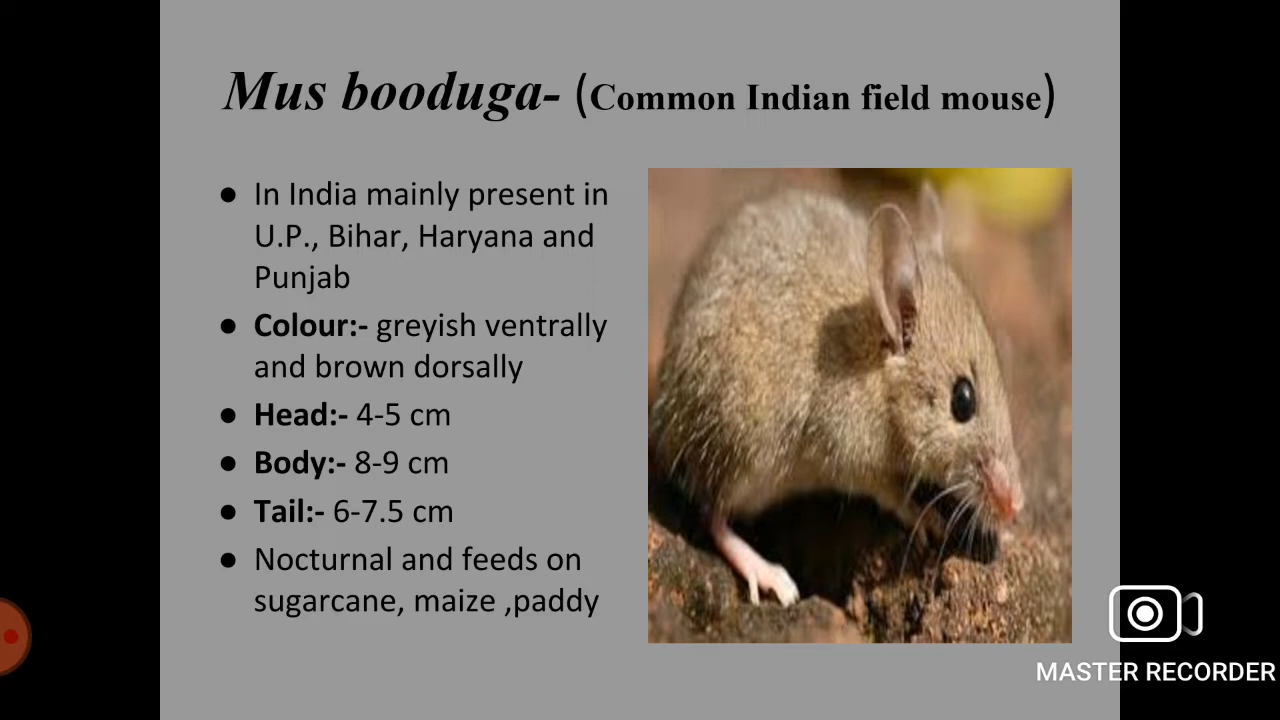 Mus booduga- (Common Indian field mouse)
● In India mainly present in
U.P., Bihar, Haryana and
Punjab
● Colour:- greyish ventrally
and brown dorsally
● Head:- 4-5 cm
● Body:- 8-9 cm
● Tail:- 6-7.5 cm
● Nocturnal and feeds on
sugarcane, maize ,paddy
MASTER RECORDER